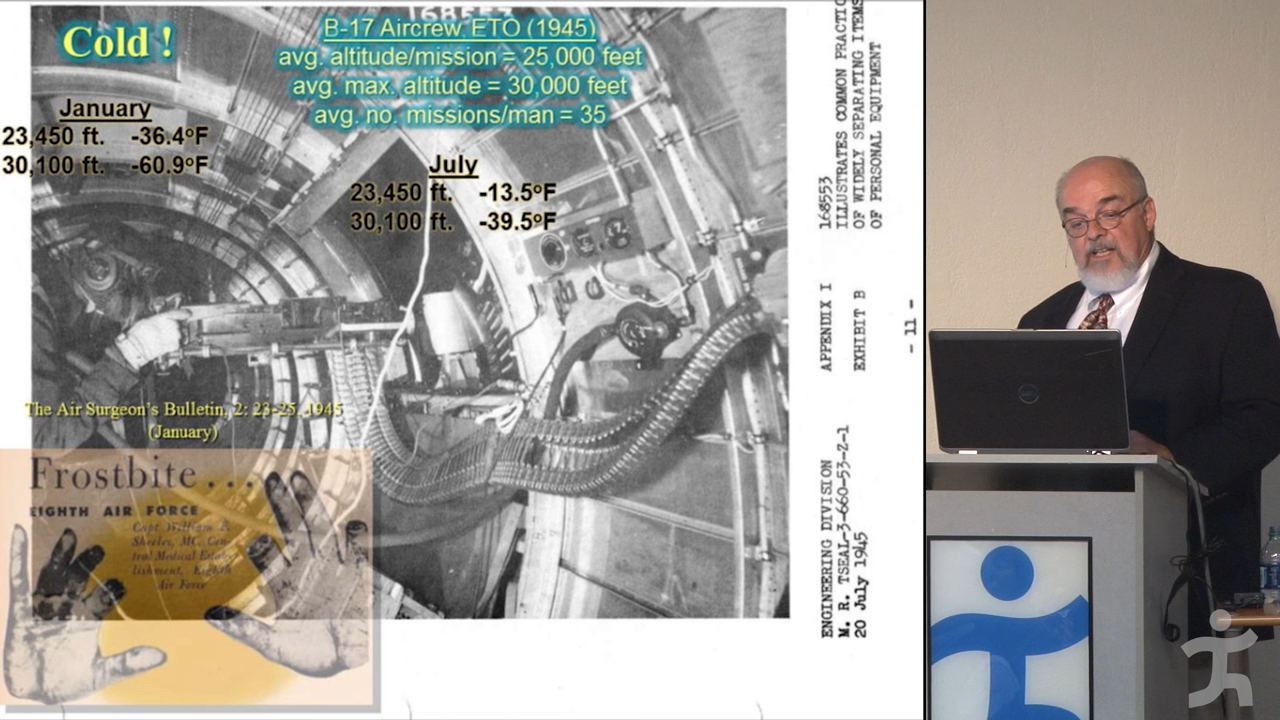 168553
Cold !
B-17 Aircrew, ETO (1945)
avg. altitude/mission = 25,000 feet
avg. max. altitude = 30,000 feet
avg. no. missions/man = 35
January
23,450 ft. -36.4°F
30,100 ft. -60.9°F
July
23,450 ft. -13.5°F
30,100 ft. -39.5°F
The Air Surgeon's Bulletin, 2: 23-25, 1945
(January)
Frostbite . . .
EIGHTH AIR FORCE
Capt William F.
MC, Cen-
tral Medical Estab-
lishment, Eighth
Air Force
168553
ILLUSTRATES COMMON PRACTIC
OF WIDELY SEPARATING ITEMS
OF PERSONAL EQUIPMENT
APPENDIX I
EXHIBIT B
- 11 -
ENGINEERING DIVISION
M. R. TSEAL-3-660-53-Z-1
20 July 1945